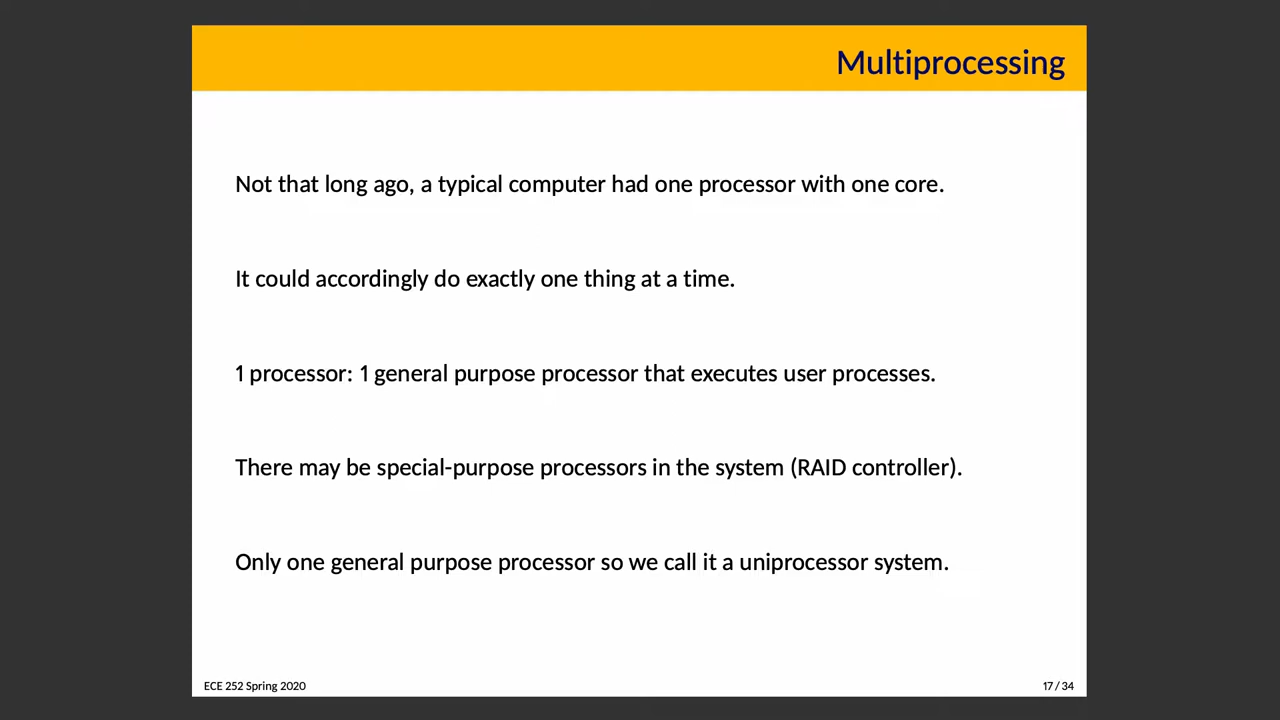 Multiprocessing
Not that long ago, a typical computer had one processor with one core.
It could accordingly do exactly one thing at a time.
1 processor: 1 general purpose processor that executes user processes.
There may be special-purpose processors in the system (RAID controller).
Only one general purpose processor so we call it a uniprocessor system.
ECE 252 Spring 2020
17 / 34